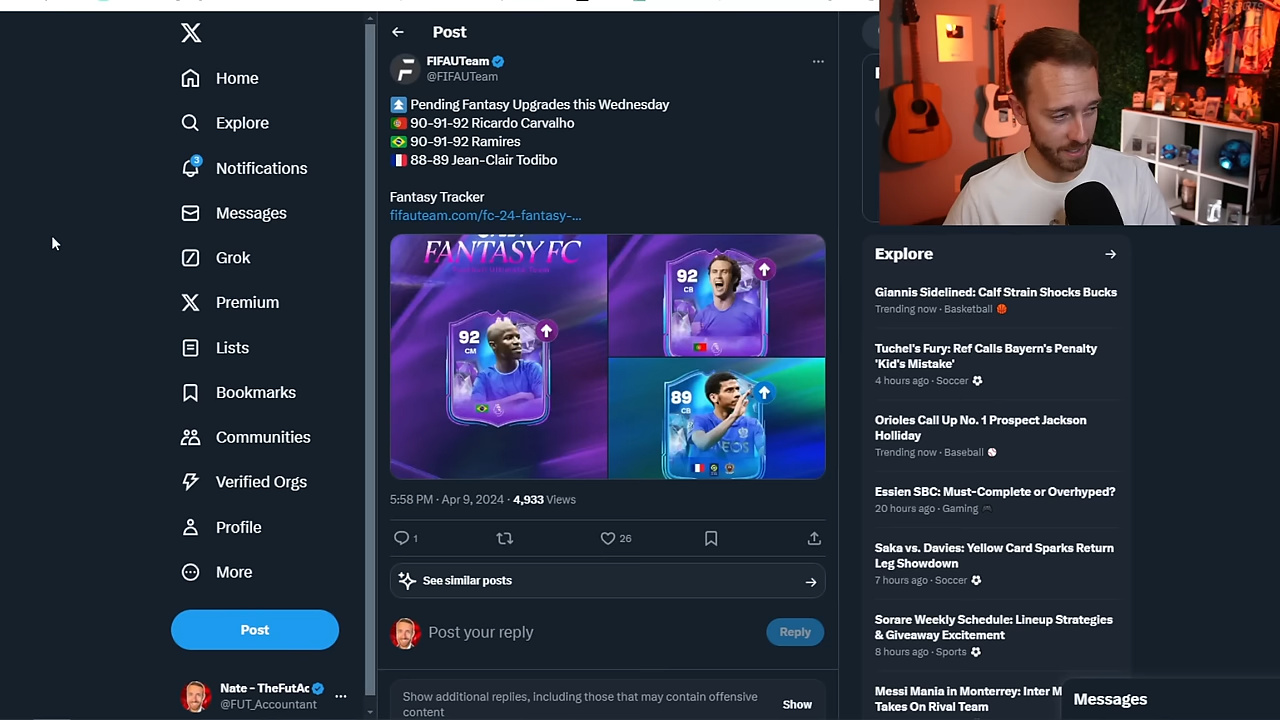 Home
Explore
3
Notifications
Messages
Grok
Premium
Lists
Bookmarks
Communities
Verified Orgs
Profile
More
Post
Nate - TheFutAc
@FUT_Accountant
Post
FIFAUTeam
@FIFAUTeam
Pending Fantasy Upgrades this Wednesday
90-91-92 Ricardo Carvalho
90-91-92 Ramires
88-89 Jean-Clair Todibo
Fantasy Tracker
fifauteam.com/fc-24-fantasy-...
FANTASY FC
92
CM
92
CB
89
CB
INEOS
5:58 PM · Apr 9, 2024 · 4,933 Views
1
26
See similar posts
Post your reply
Reply
Show additional replies, including those that may contain offensive
content
Show
Explore
Giannis Sidelined: Calf Strain Shocks Bucks
Trending now · Basketball
Tuchel's Fury: Ref Calls Bayern's Penalty
'Kid's Mistake'
4 hours ago · Soccer
Orioles Call Up No. 1 Prospect Jackson
Holliday
Trending now · Baseball
Essien SBC: Must-Complete or Overhyped?
20 hours ago · Gaming
Saka vs. Davies: Yellow Card Sparks Return
Leg Showdown
7 hours ago · Soccer
Sorare Weekly Schedule: Lineup Strategies
& Giveaway Excitement
8 hours ago · Sports
Messi Mania in Monterrey: Inter M
Takes On Rival Team
Messages